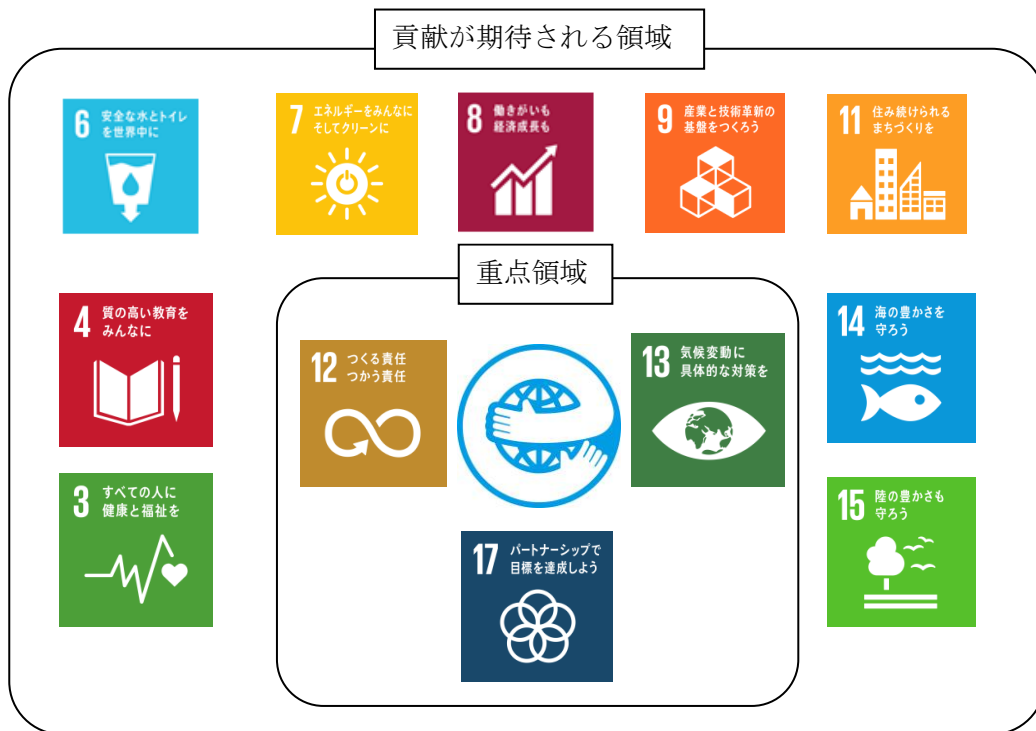 貢献が期待される領域
6 安全な水とトイレ
を世界中に
7 エネルギーをみんなに
そしてクリーンに
8 働きがいも
経済成長も
9 産業と技術革新の
基盤をつくろう
11 住み続けられる
まちづくりを
重点領域
4 質の高い教育を
みんなに
12 つくる責任
つかう責任
13 気候変動に
具体的な対策を
14 海の豊かさを
守ろう
3 すべての人に
健康と福祉を
17 パートナーシップで
目標を達成しよう
15 陸の豊かさも
守ろう